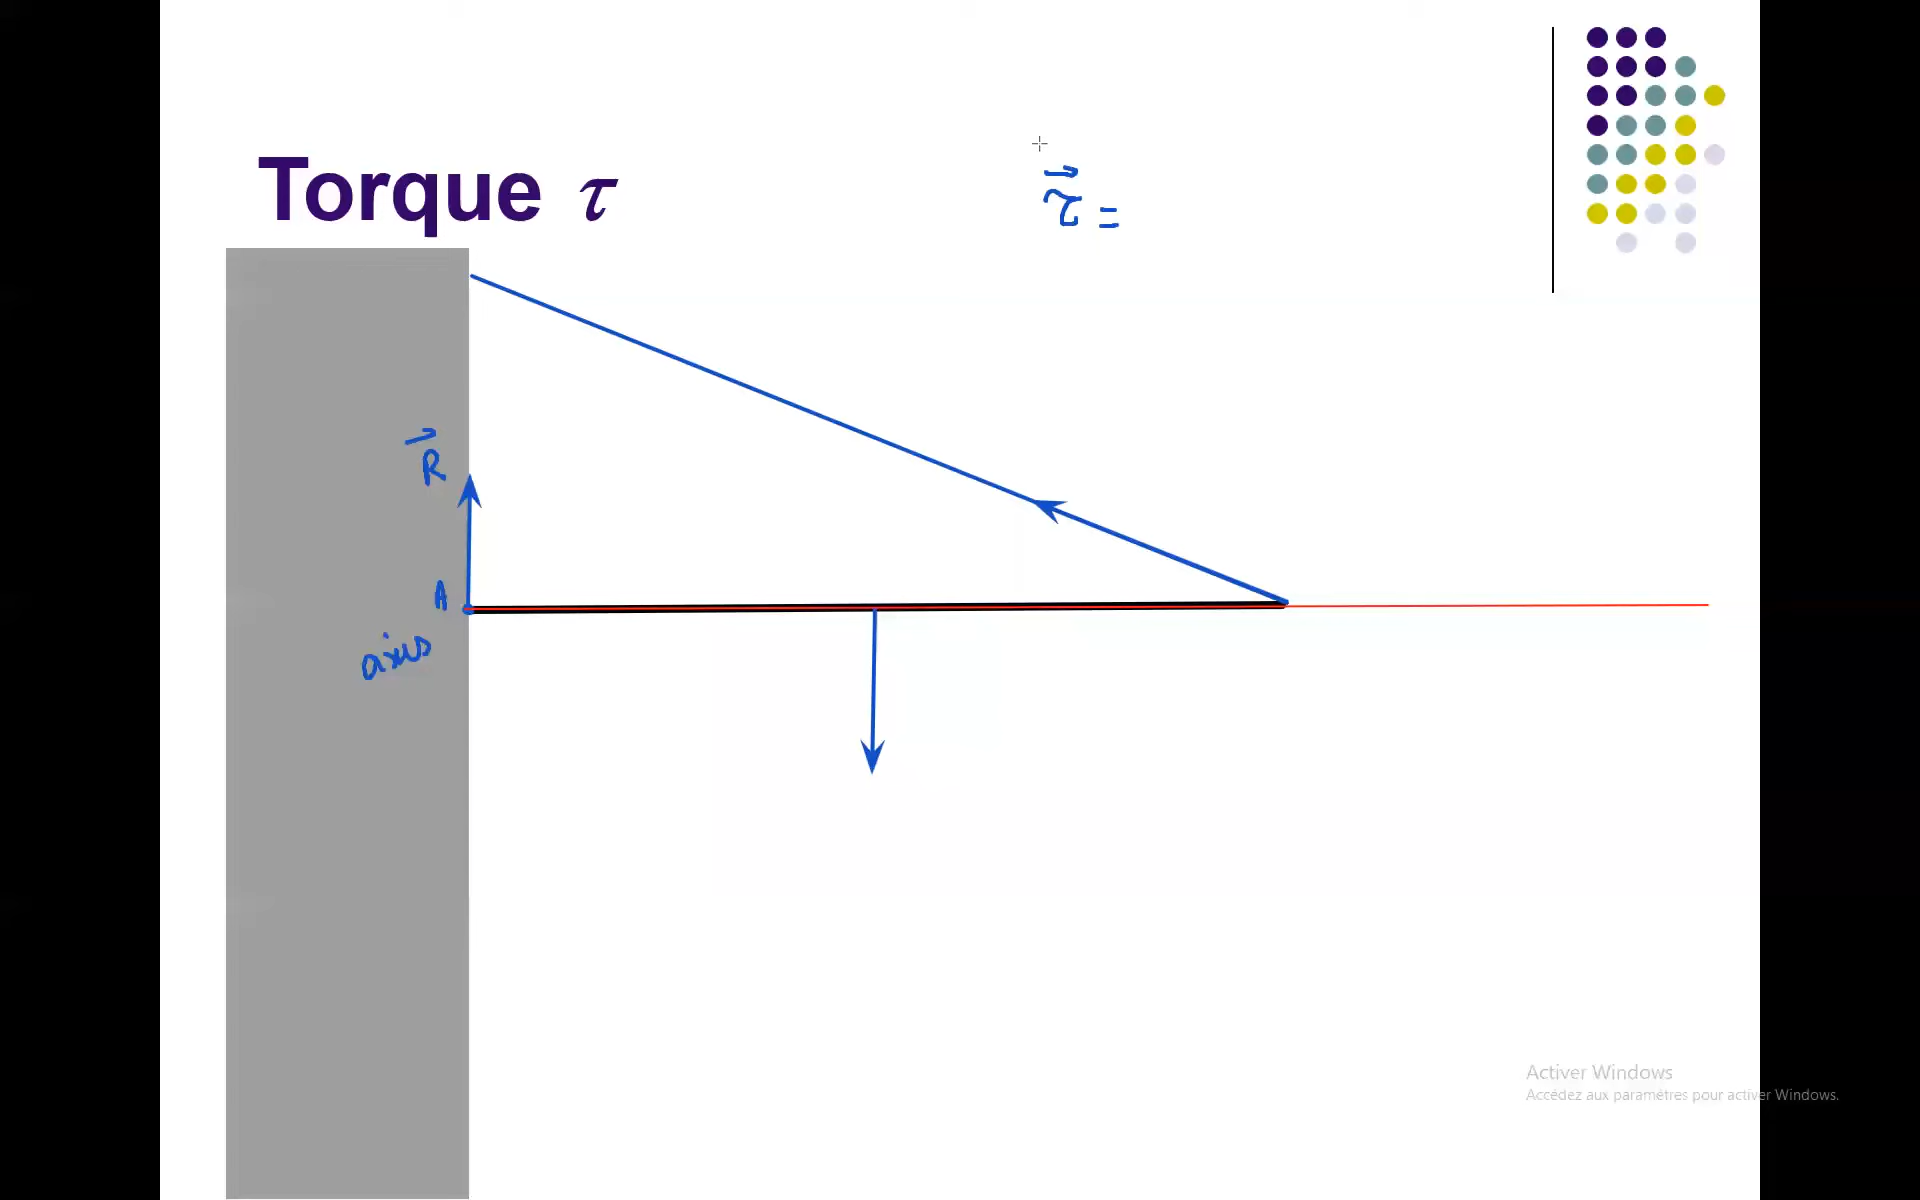 Torque τ
τ⃗ =
R⃗
A
axis
Activer Windows
Accédez aux paramètres pour activer Windows.